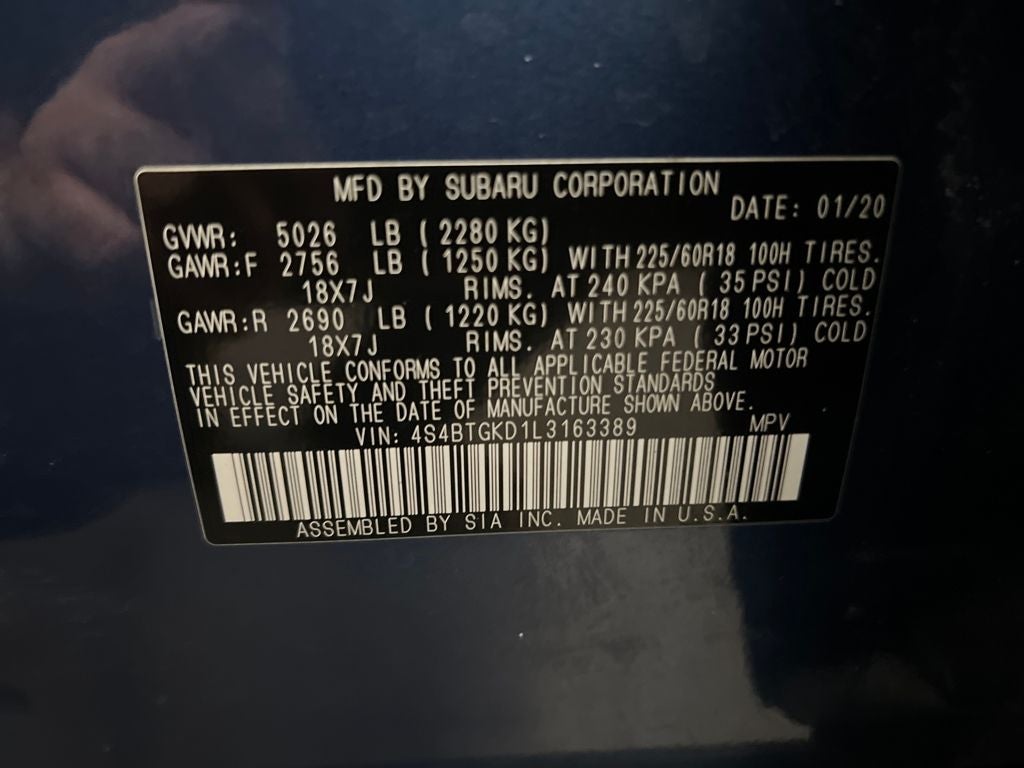 MFD BY SUBARU CORPORATION
DATE: 01/20
GVWR: 5026 LB ( 2280 KG)
GAWR:F 2756 LB ( 1250 KG) WITH 225/60R18 100H TIRES.
18X7J RIMS. AT 240 KPA ( 35 PSI) COLD
GAWR:R 2690 LB ( 1220 KG) WITH 225/60R18 100H TIRES.
18X7J RIMS. AT 230 KPA ( 33 PSI) COLD
THIS VEHICLE CONFORMS TO ALL APPLICABLE FEDERAL MOTOR
VEHICLE SAFETY AND THEFT PREVENTION STANDARDS
IN EFFECT ON THE DATE OF MANUFACTURE SHOWN ABOVE.
VIN: 4S4BTGKD1L3163389 MPV
ASSEMBLED BY SIA INC. MADE IN U.S.A.